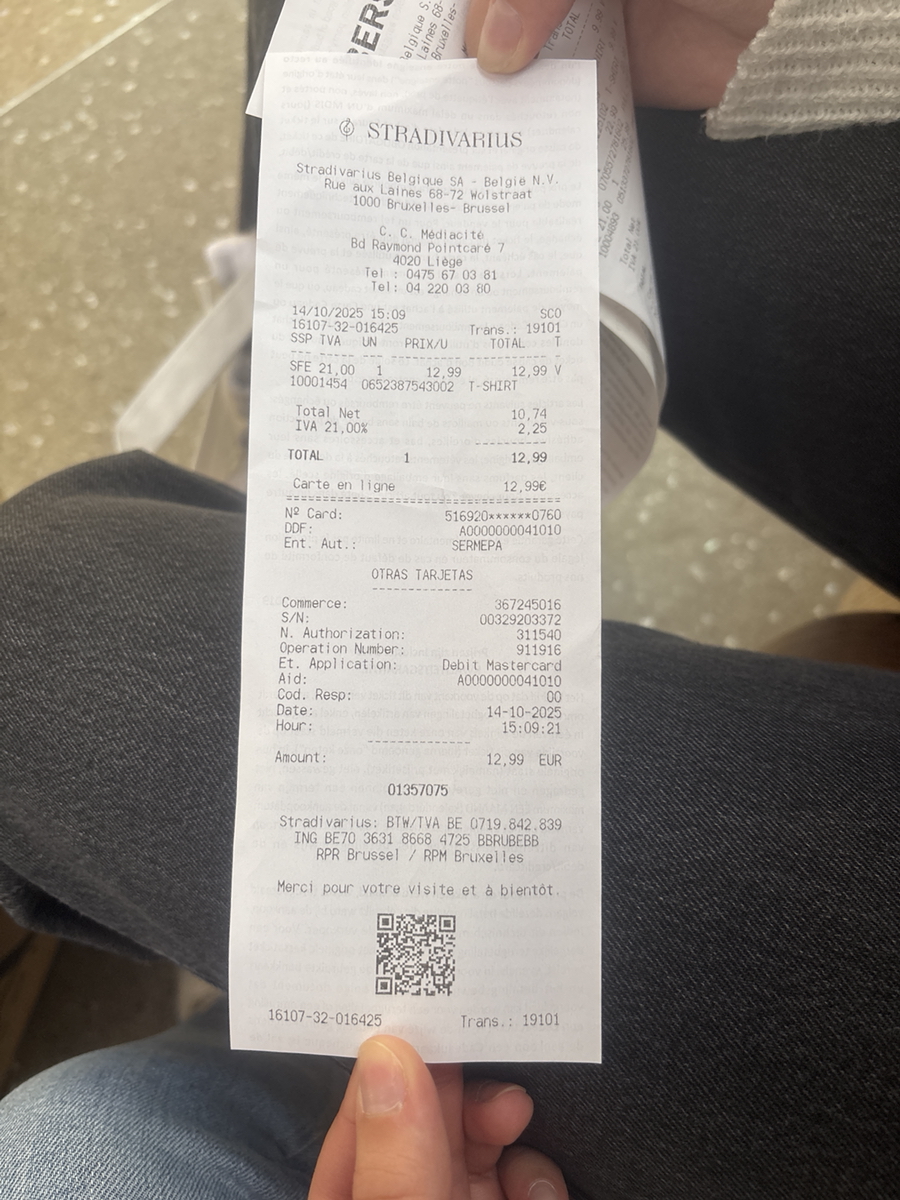 STRADIVARIUS
Stradivarius Belgique SA - België N.V.
Rue aux Laines 68-72 Wolstraat
1000 Bruxelles- Brussel
C. C. Médiacité
Bd Raymond Pointcaré 7
4020 Liège
Tel : 0475 67 03 81
Tel: 04 220 03 80
14/10/2025 15:09 SCO
16107-32-016425 Trans.: 19101
SSP TVA UN PRIX/U TOTAL T
SFE 21,00 1 12,99 12,99 V
10001454 0652387543002 T-SHIRT
Total Net 10,74
IVA 21,00% 2,25
TOTAL 1 12,99
Carte en ligne 12,99€
Nº Card: 516920******0760
DDF: A0000000041010
Ent. Aut.: SERMEPA
OTRAS TARJETAS
Commerce: 367245016
S/N: 00329203372
N. Authorization: 311540
Operation Number: 911916
Et. Application: Debit Mastercard
Aid: A0000000041010
Cod. Resp: 00
Date: 14-10-2025
Hour: 15:09:21
Amount: 12,99 EUR
01357075
Stradivarius: BTW/TVA BE 0719.842.839
ING BE70 3631 8668 4725 BBRUBEBB
RPR Brussel / RPM Bruxelles
Merci pour votre visite et à bientôt.
16107-32-016425 Trans.: 19101